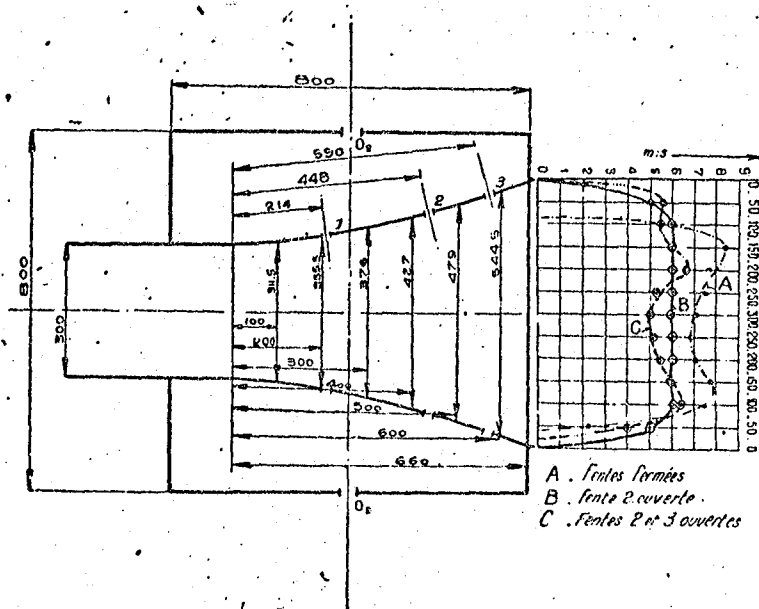 800
O₂
590
448
214
1
2
3
800
300
311.5
355.5
376
427
479
544.5
100
200
300
400
500
600
660
O₂
m:s
0 1 2 3 4 5 6 7 8 9
0. 50. 100. 150. 200. 250. 300. 250. 200. 150. 100. 50. 0
A
B
C
A . Fentes fermées
B . Fente 2 ouverte.
C . Fentes 2 et 3 ouvertes